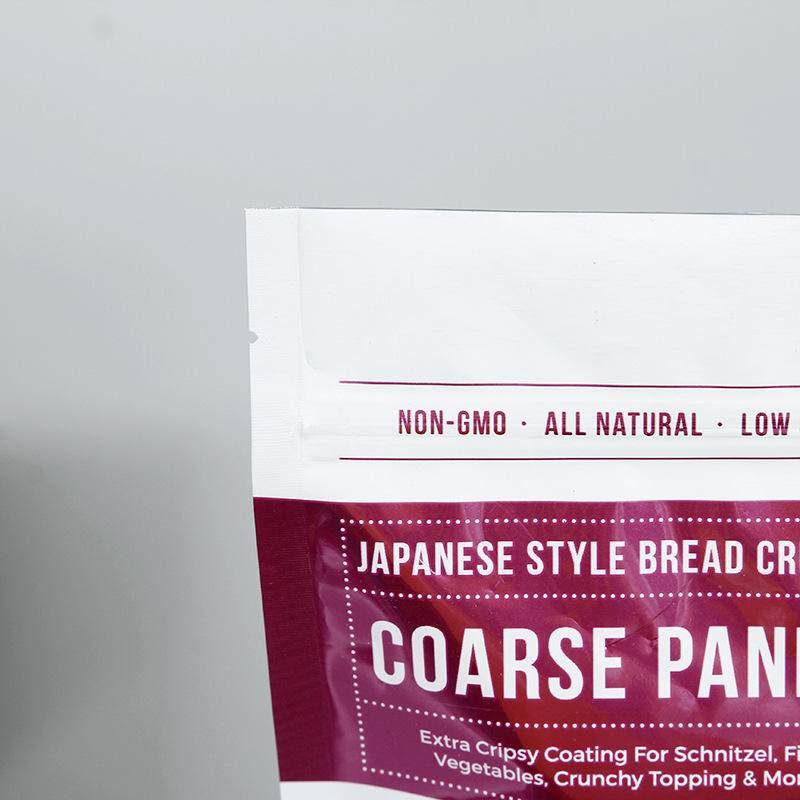 NON-GMO · ALL NATURAL · LOW
JAPANESE STYLE BREAD CR
COARSE PAN
Extra Cripsy Coating For Schnitzel, Fi
Vegetables, Crunchy Topping & Mor